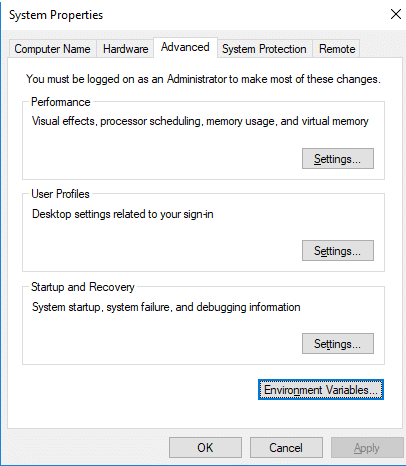 System Properties
Computer Name Hardware Advanced System Protection Remote
You must be logged on as an Administrator to make most of these changes.
Performance
Visual effects, processor scheduling, memory usage, and virtual memory
Settings...
User Profiles
Desktop settings related to your sign-in
Settings...
Startup and Recovery
System startup, system failure, and debugging information
Settings...
Environment Variables...
OK Cancel Apply